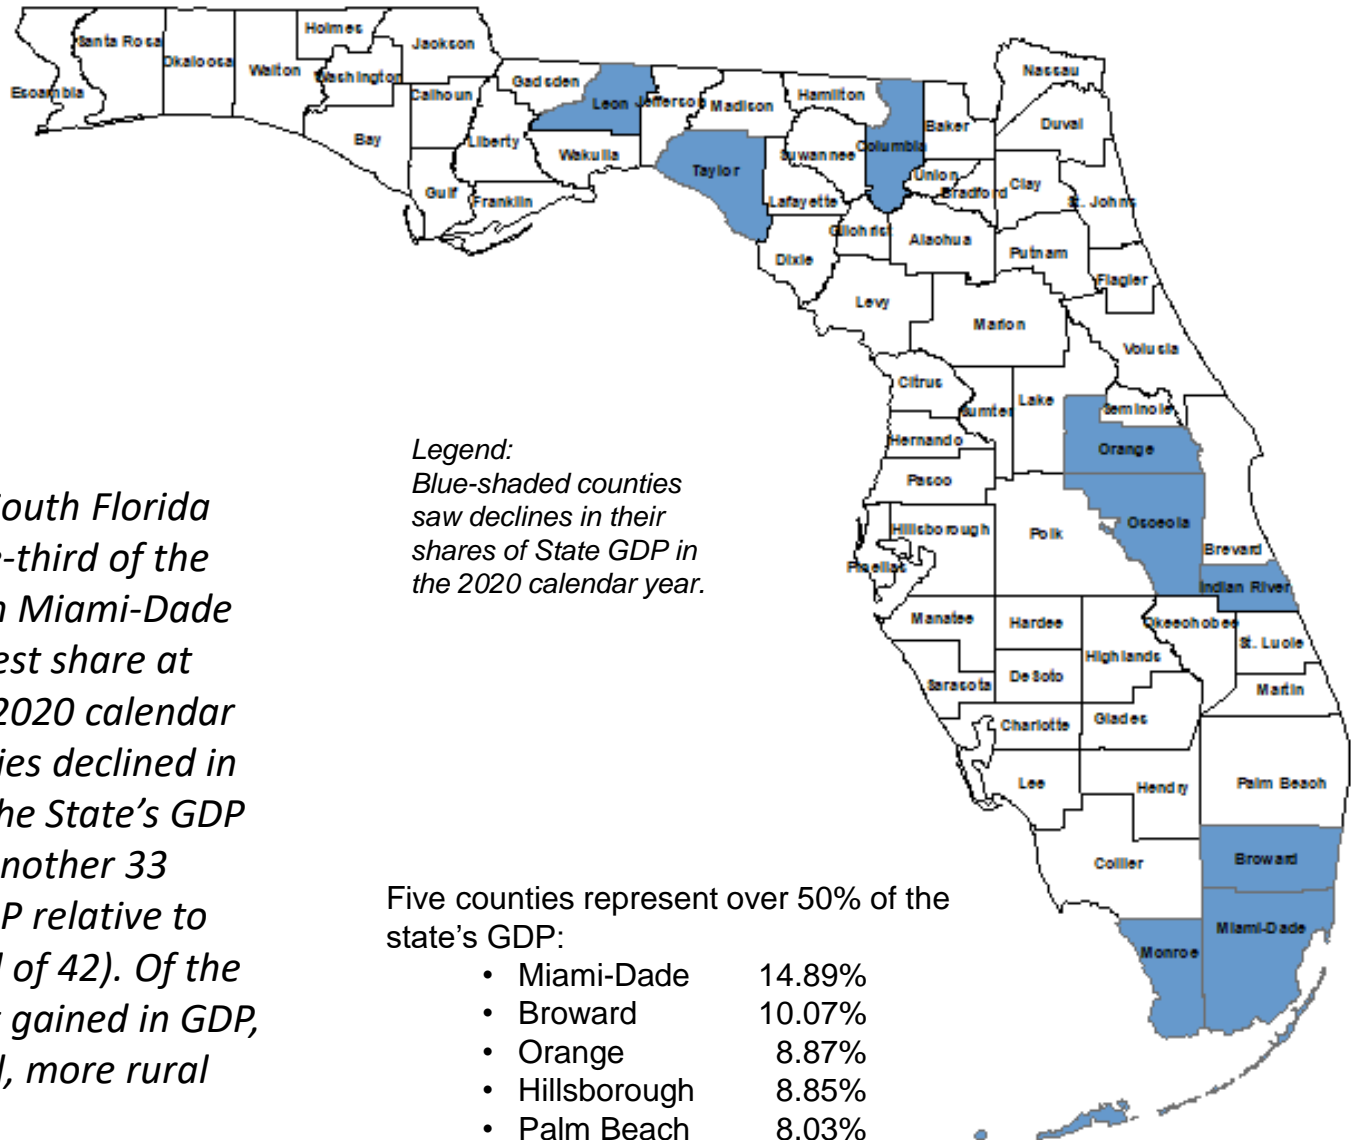 Holmes
Jackson
Santa Rosa
Okaloosa
Walton
Washington
Escambia
Calhoun
Bay
Liberty
Gulf
Franklin
Gadsden
Leon
Jefferson
Madison
Hamilton
Wakulla
Taylor
Suwannee
Columbia
Lafayette
Baker
Nassau
Duval
Union
Bradford
Clay
St. Johns
Gilchrist
Alachua
Putnam
Dixie
Flagler
Levy
Marion
Volusia
Citrus
Sumter
Lake
Seminole
Hernando
Orange
Pasco
Hillsborough
Polk
Osceola
Pinellas
Brevard
Indian River
Manatee
Hardee
Okeechobee
Highlands
St. Lucie
Sarasota
DeSoto
Martin
Charlotte
Glades
Lee
Hendry
Palm Beach
Collier
Broward
Miami-Dade
Monroe
Legend:
Blue-shaded counties
saw declines in their
shares of State GDP in
the 2020 calendar year.
outh Florida
e-third of the
n Miami-Dade
est share at
2020 calendar
ies declined in
he State’s GDP
nother 33
P relative to
l of 42). Of the
t gained in GDP,
l, more rural
Five counties represent over 50% of the
state’s GDP:
• Miami-Dade 14.89%
• Broward 10.07%
• Orange 8.87%
• Hillsborough 8.85%
• Palm Beach 8.03%